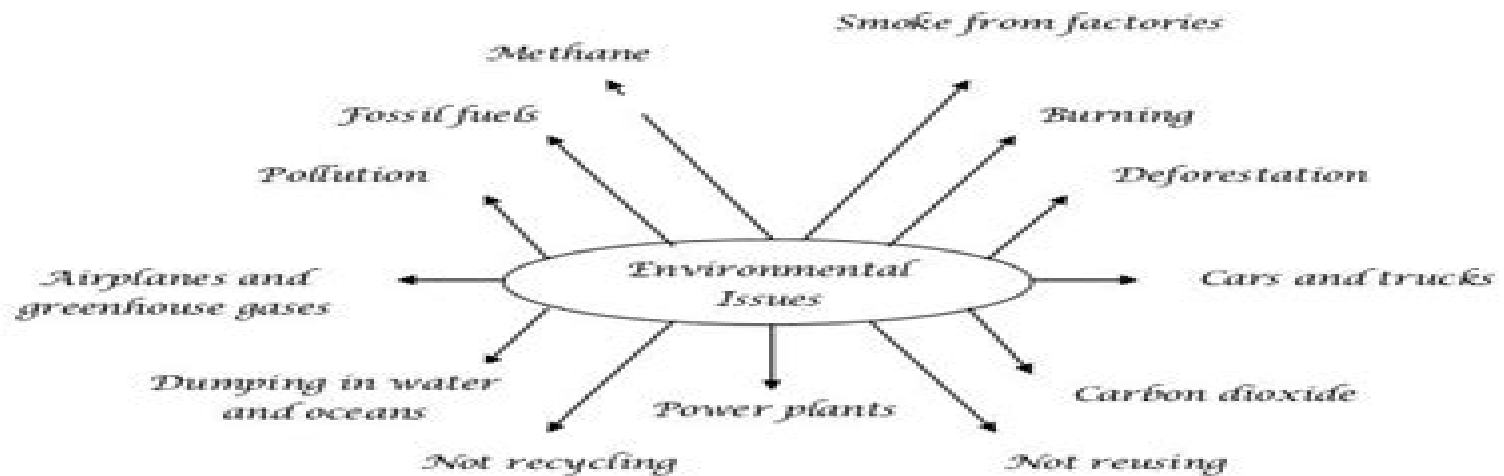 Smoke from factories
Methane
Fossil fuels
Burning
Pollution
Deforestation
Environmental
Issues
Airplanes and
greenhouse gases
Cars and trucks
Dumping in water
and oceans
Power plants
Carbon dioxide
Not recycling
Not reusing